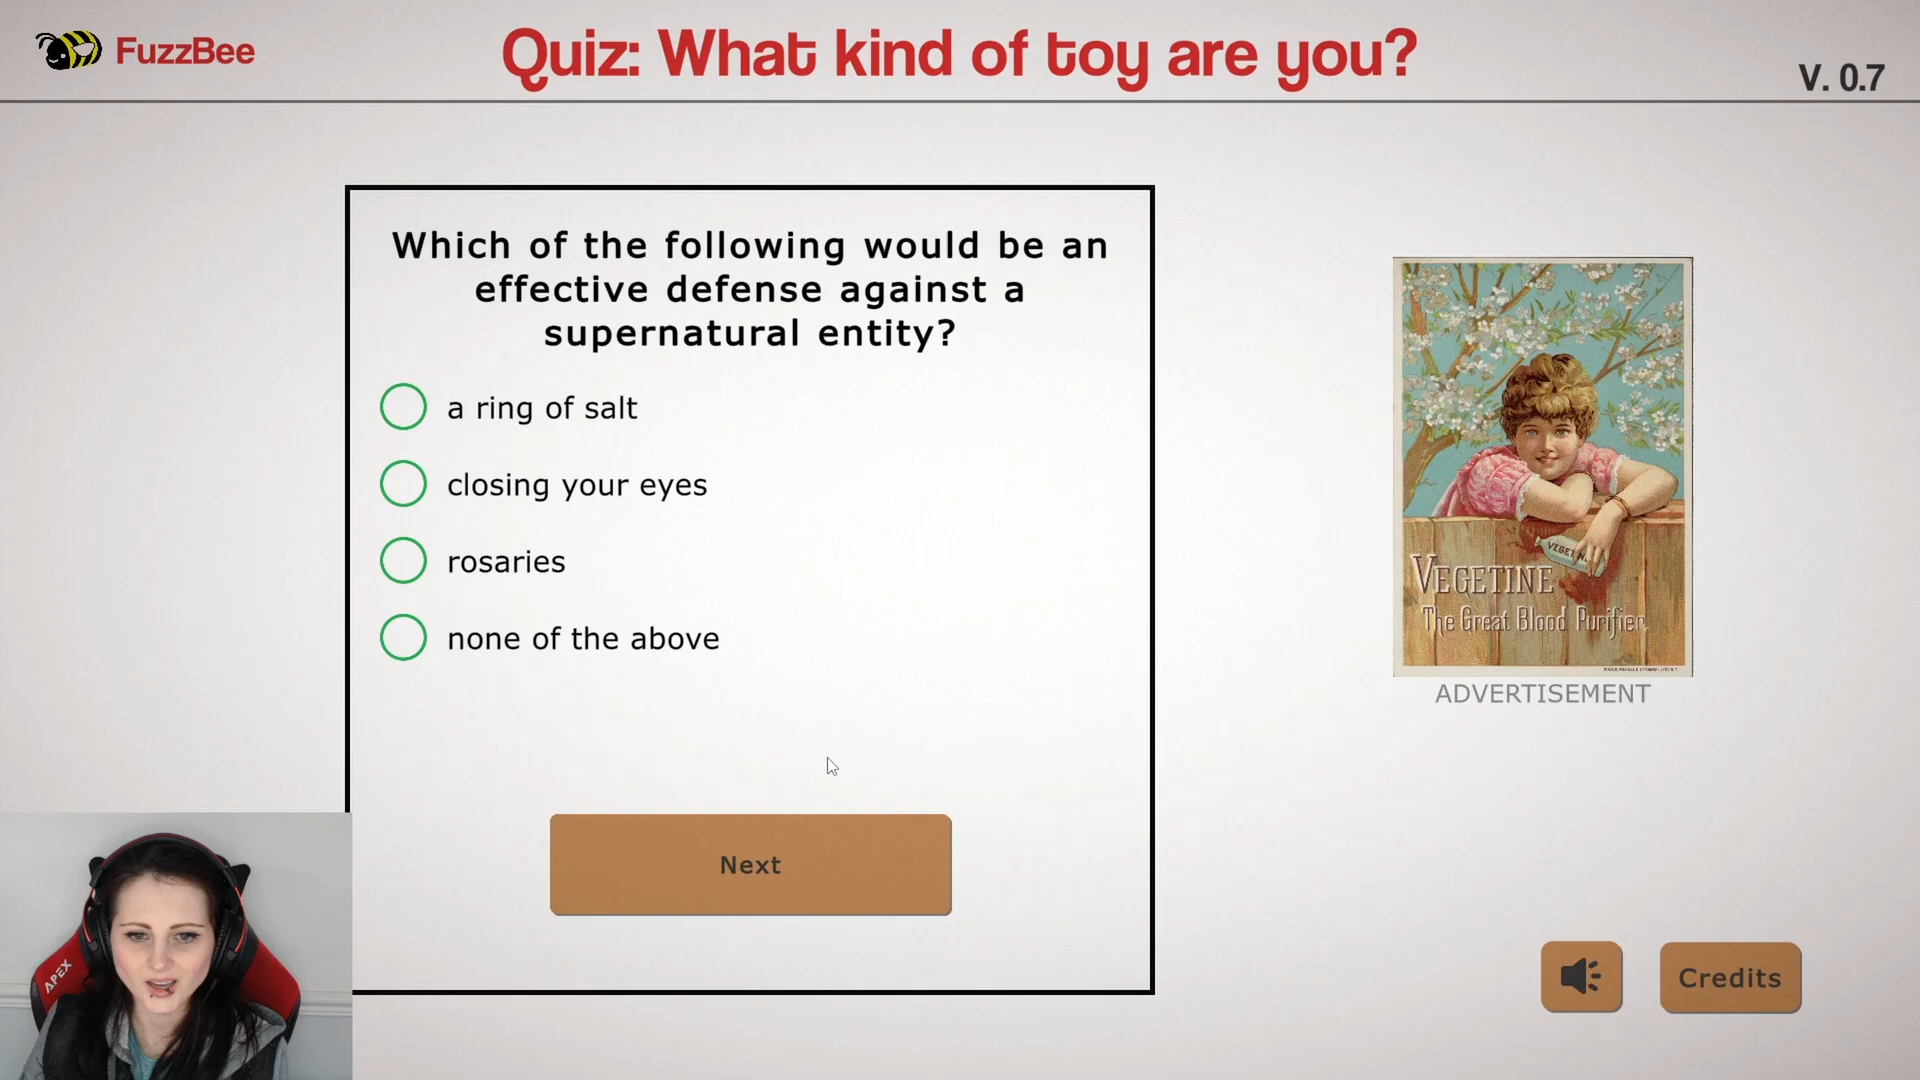 FuzzBee
Quiz: What kind of toy are you?
V. 0.7
Which of the following would be an
effective defense against a
supernatural entity?
a ring of salt
closing your eyes
rosaries
none of the above
Next
VEGETINE
The Great Blood Purifier.
ADVERTISEMENT
APEX
Credits